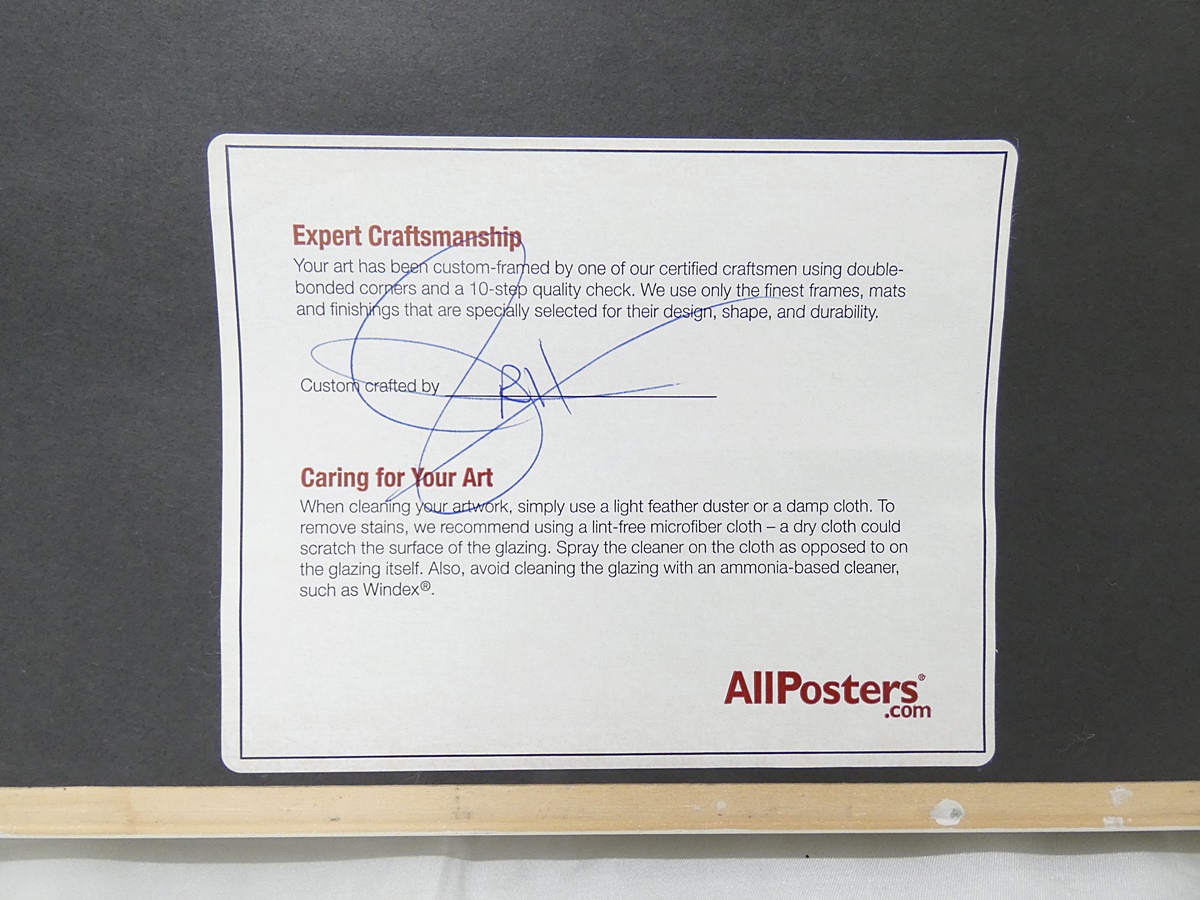 Expert Craftsmanship
Your art has been custom-framed by one of our certified craftsmen using double-
bonded corners and a 10-step quality check. We use only the finest frames, mats
and finishings that are specially selected for their design, shape, and durability.
Custom crafted by
Caring for Your Art
When cleaning your artwork, simply use a light feather duster or a damp cloth. To
remove stains, we recommend using a lint-free microfiber cloth – a dry cloth could
scratch the surface of the glazing. Spray the cleaner on the cloth as opposed to on
the glazing itself. Also, avoid cleaning the glazing with an ammonia-based cleaner,
such as Windex®.
AllPosters®
.com